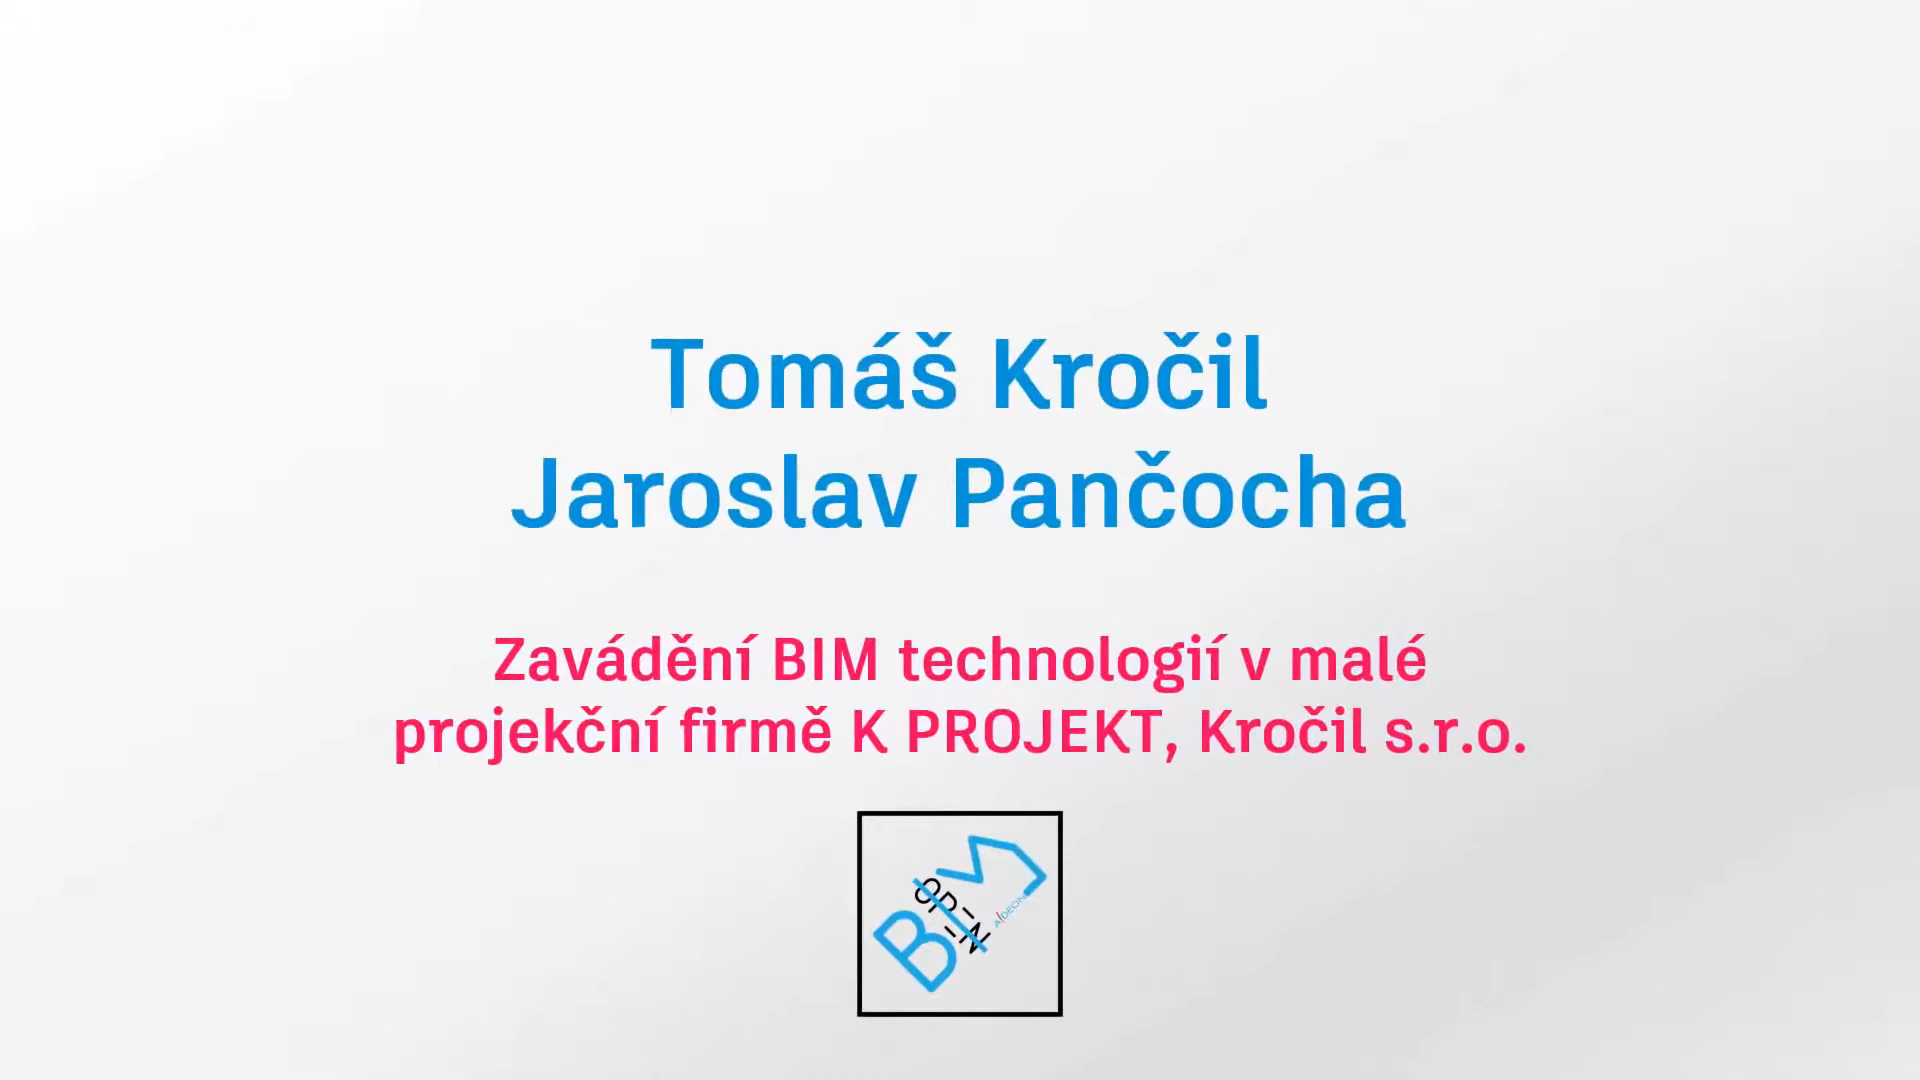 Tomáš Kročil
Jaroslav Pančocha
Zavádění BIM technologií v malé
projekční firmě K PROJEKT, Kročil s.r.o.
BIM